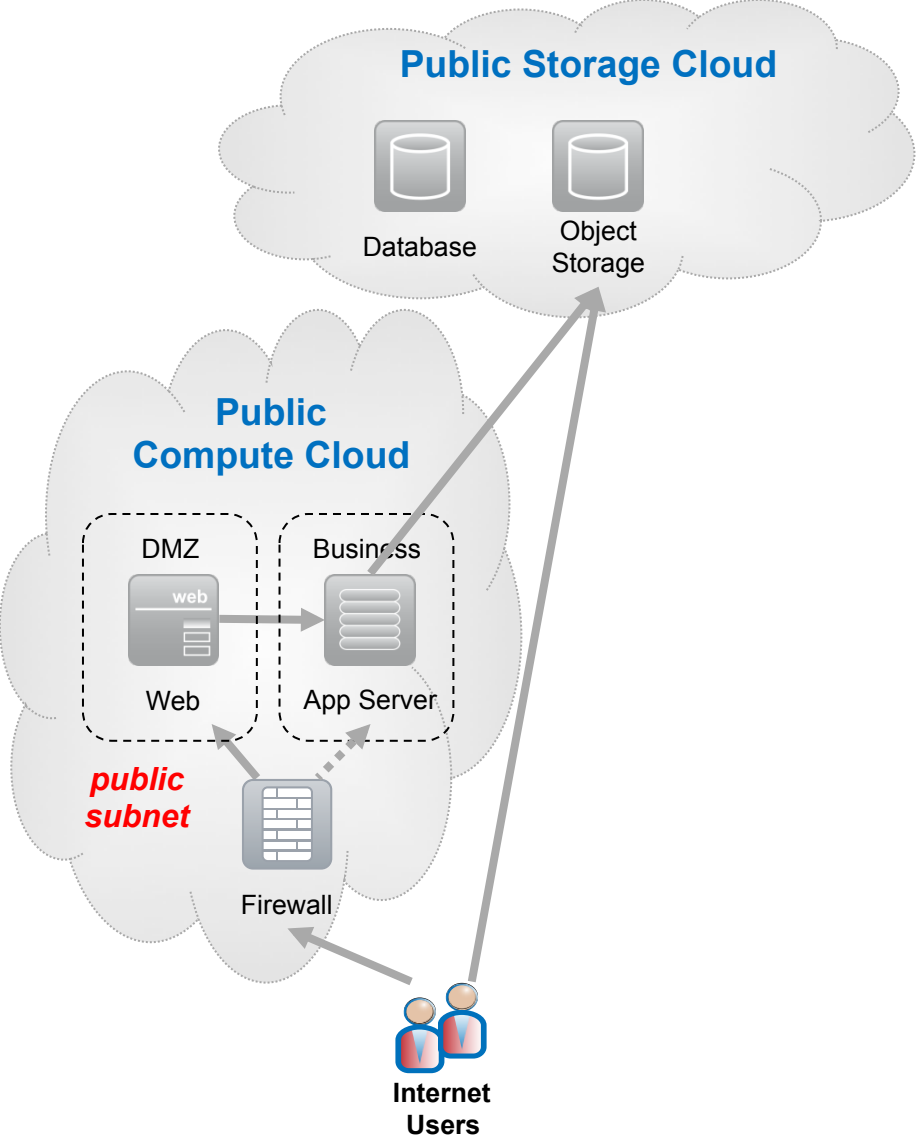 Public Storage Cloud
Database
Object
Storage
Public
Compute Cloud
DMZ
Business
web
Web
App Server
public
subnet
Firewall
Internet
Users